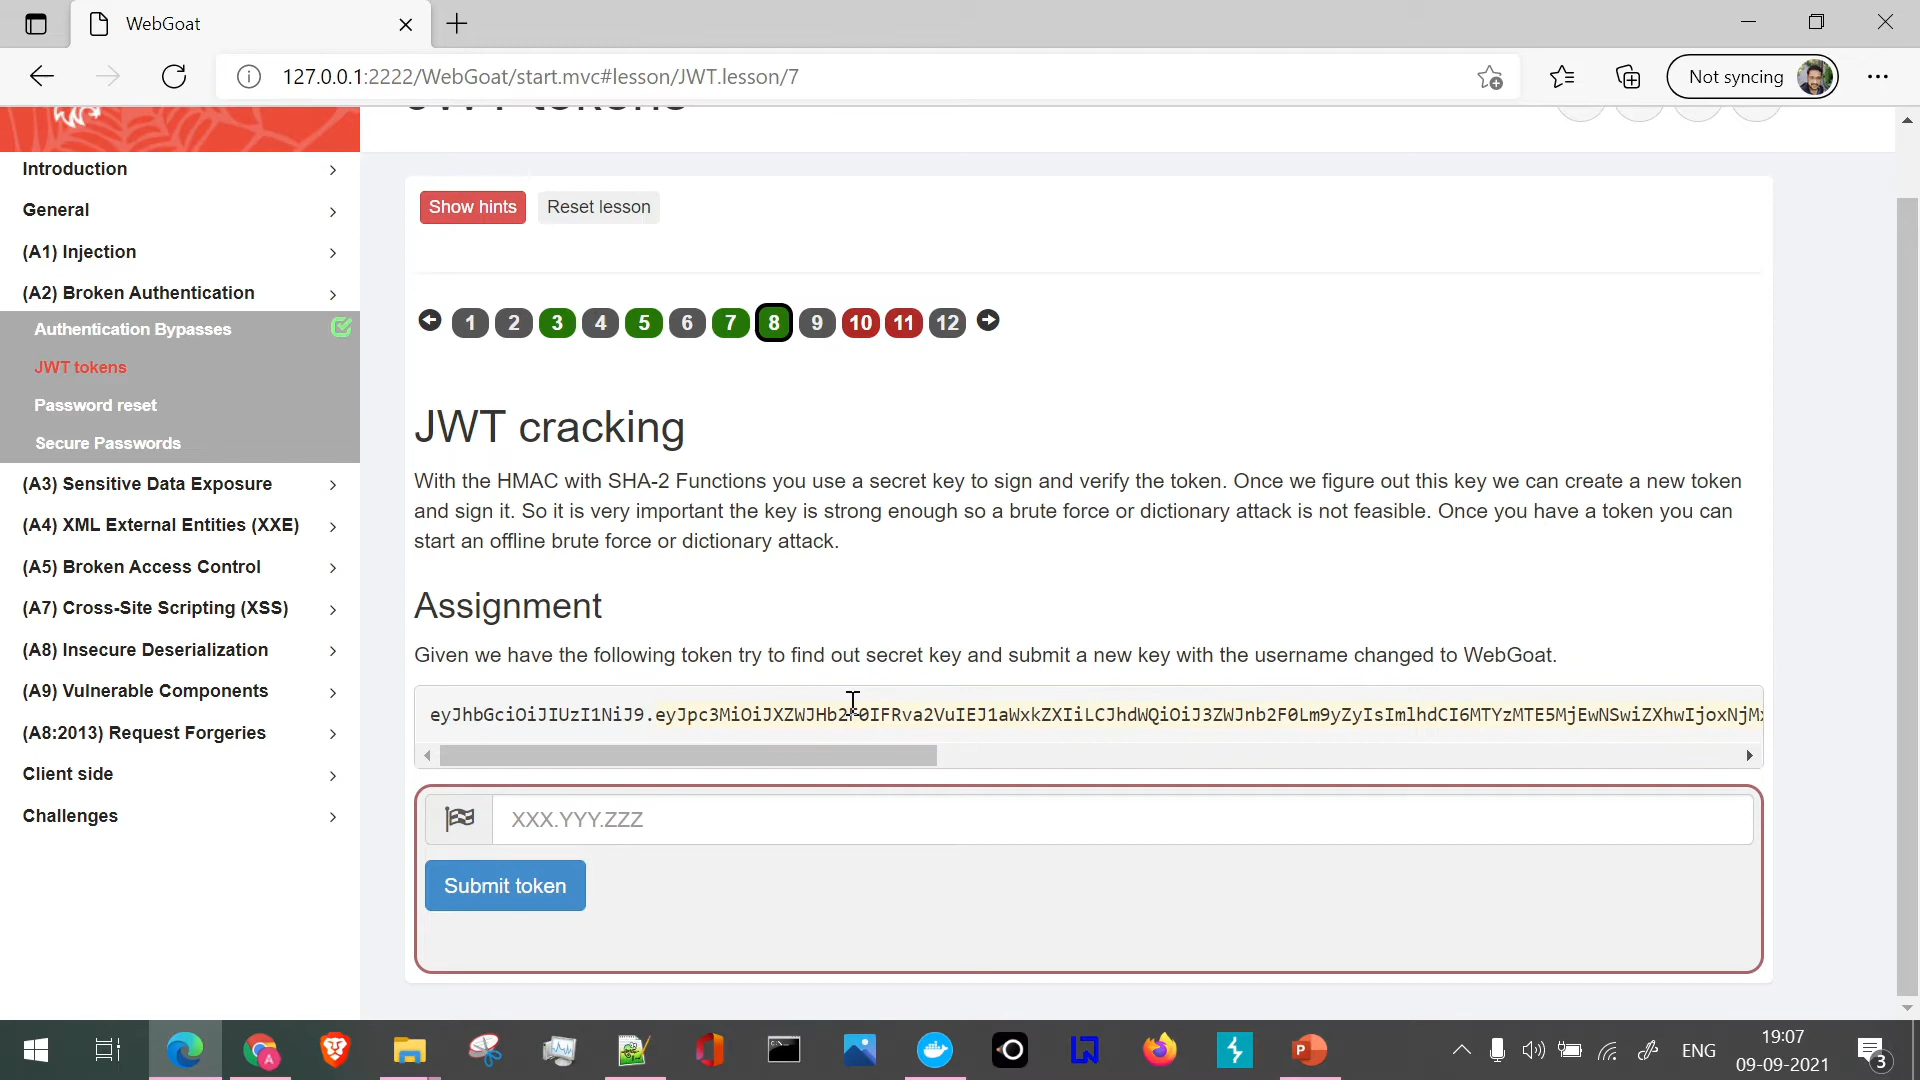 WebGoat
127.0.0.1:2222/WebGoat/start.mvc#lesson/JWT.lesson/7
Not syncing
JWT tokens
Introduction
General
(A1) Injection
(A2) Broken Authentication
Authentication Bypasses
JWT tokens
Password reset
Secure Passwords
(A3) Sensitive Data Exposure
(A4) XML External Entities (XXE)
(A5) Broken Access Control
(A7) Cross-Site Scripting (XSS)
(A8) Insecure Deserialization
(A9) Vulnerable Components
(A8:2013) Request Forgeries
Client side
Challenges
Show hints Reset lesson
1 2 3 4 5 6 7 8 9 10 11 12
JWT cracking
With the HMAC with SHA-2 Functions you use a secret key to sign and verify the token. Once we figure out this key we can create a new token
and sign it. So it is very important the key is strong enough so a brute force or dictionary attack is not feasible. Once you have a token you can
start an offline brute force or dictionary attack.
Assignment
Given we have the following token try to find out secret key and submit a new key with the username changed to WebGoat.
XXX.YYY.ZZZ
Submit token
ENG
19:07
09-09-2021
3